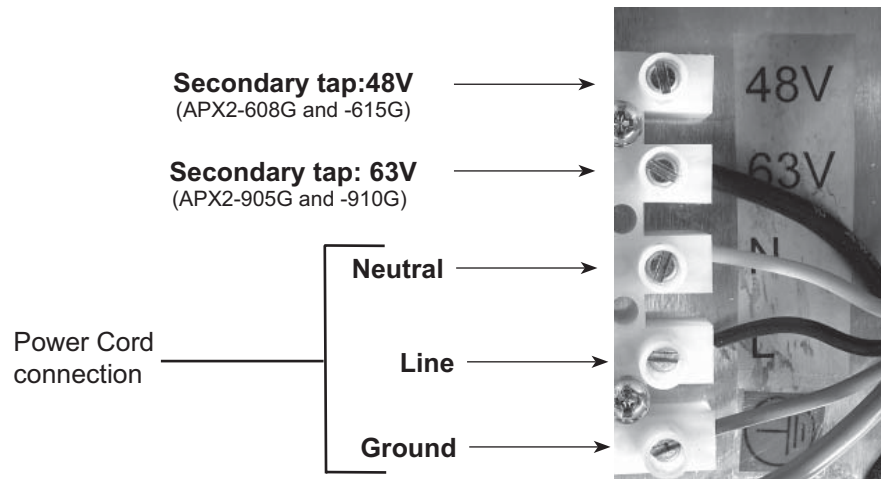 Secondary tap:48V
(APX2-608G and -615G)
Secondary tap: 63V
(APX2-905G and -910G)
Neutral
Power Cord
connection
Line
Ground
48V
63V
N
L